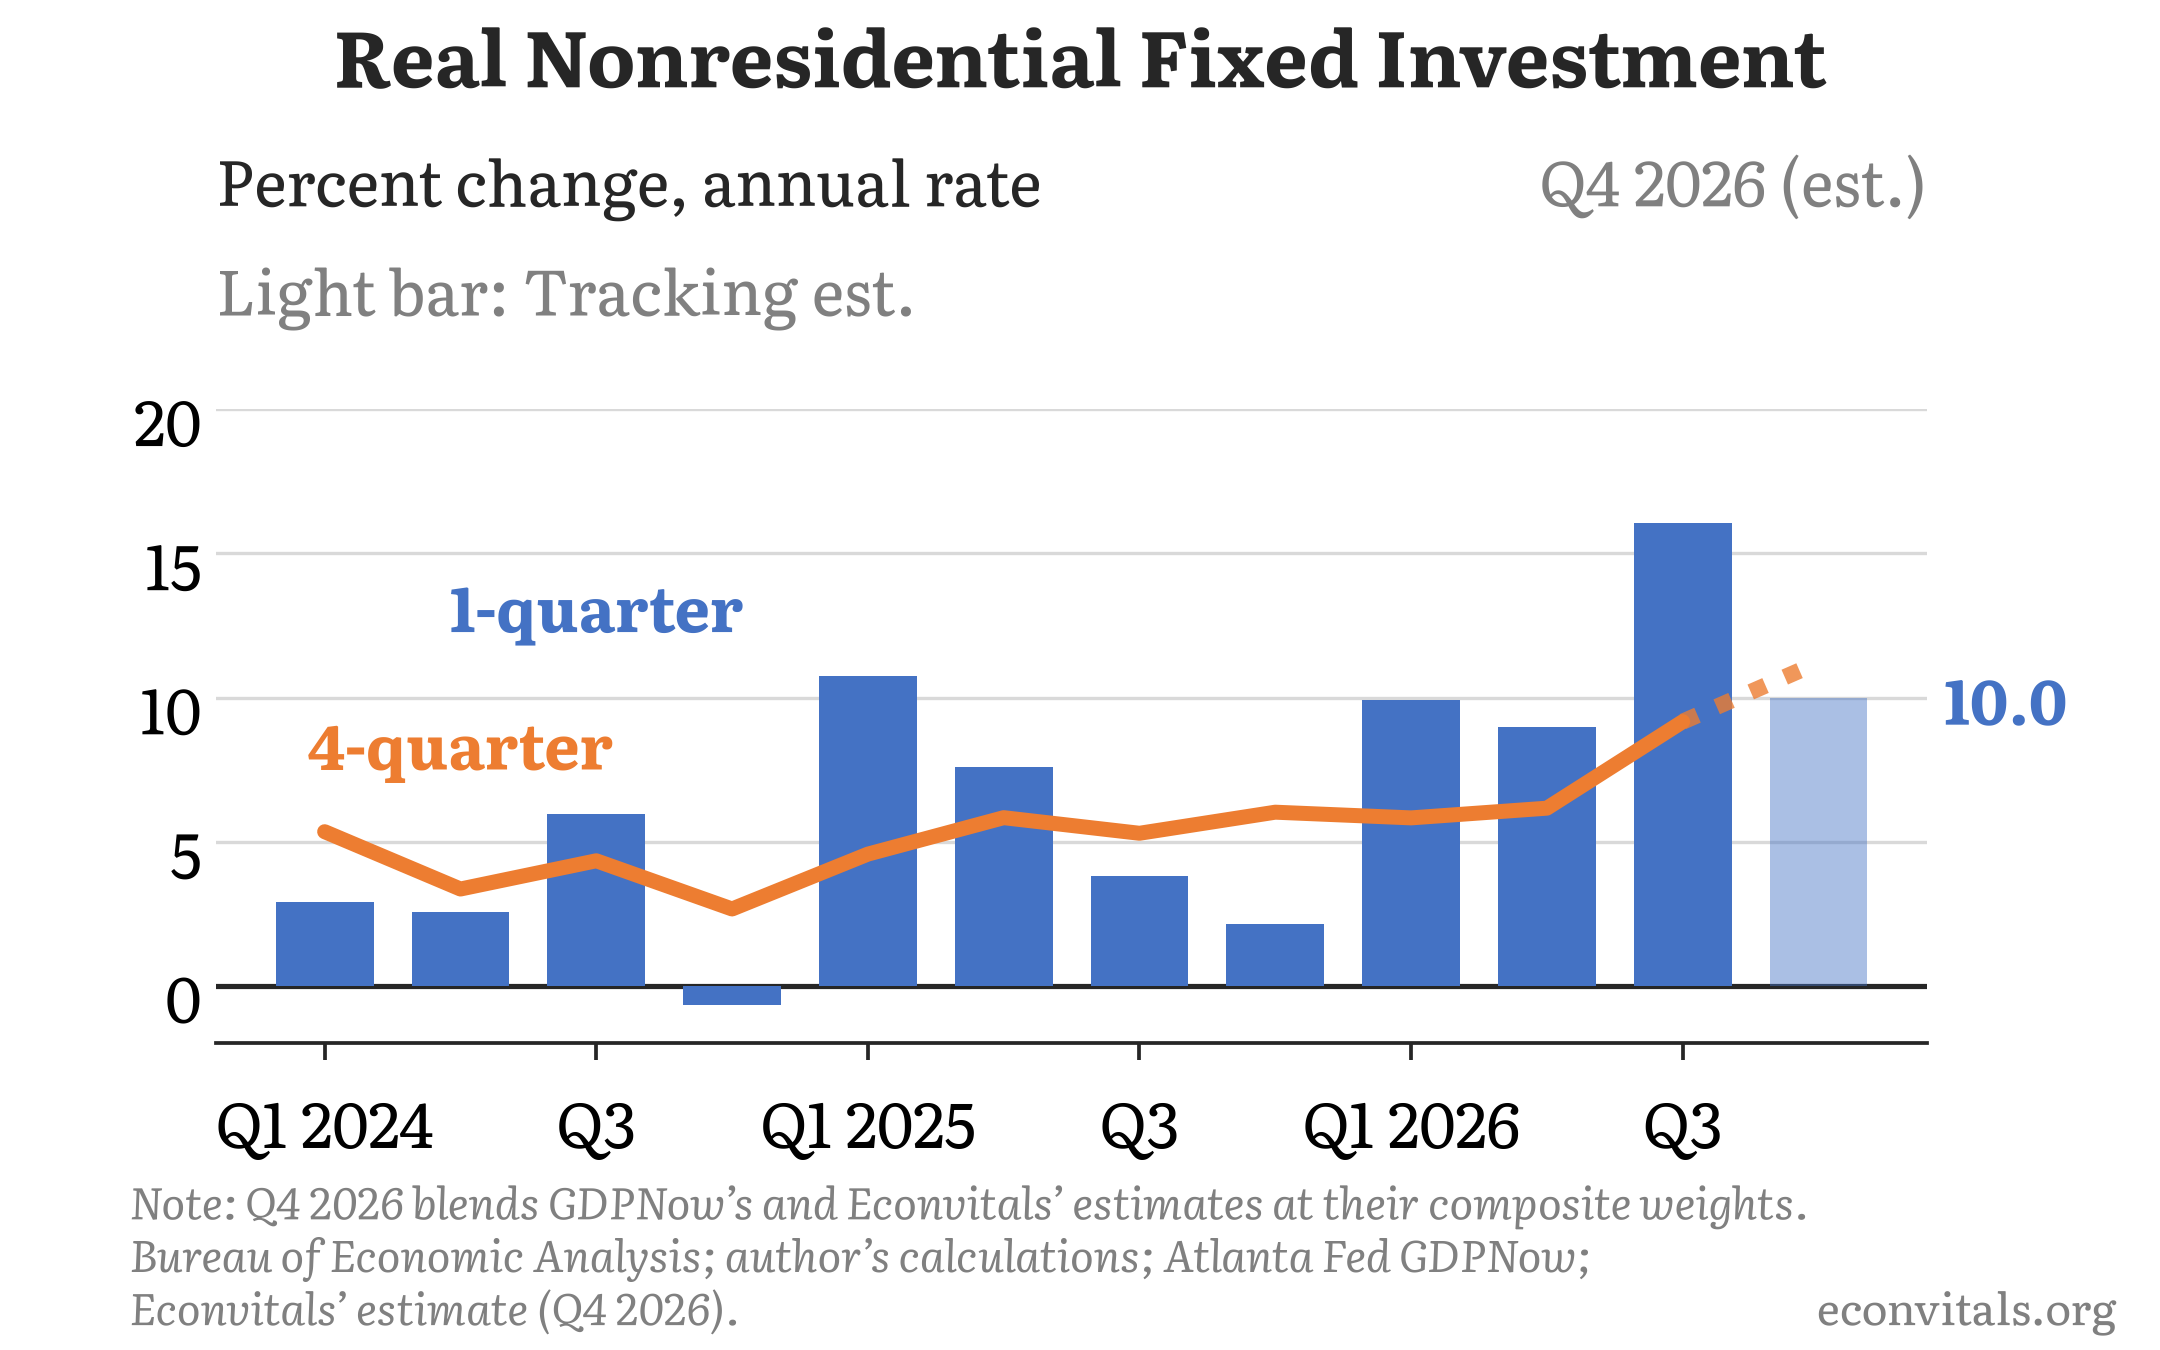 Real Nonresidential Fixed Investment
Percent change, annual rate
Q4 2026 (est.)
Light bar: Tracking est.
20
15
10
5
0
1-quarter
4-quarter
10.0
Q1 2024
Q3
Q1 2025
Q3
Q1 2026
Q3
Note: Q4 2026 blends GDPNow’s and Econvitals’ estimates at their composite weights.
Bureau of Economic Analysis; author’s calculations; Atlanta Fed GDPNow;
Econvitals’ estimate (Q4 2026).
econvitals.org